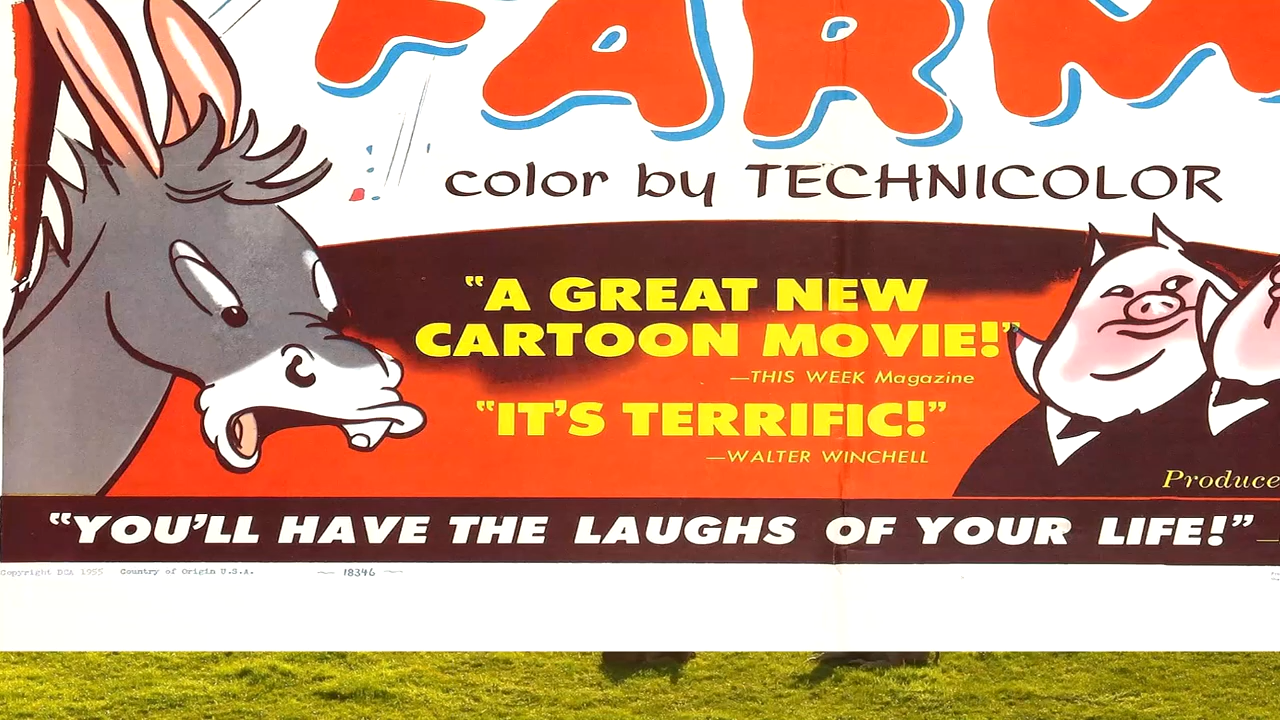 FARM
color by TECHNICOLOR
"A GREAT NEW
CARTOON MOVIE!"
—THIS WEEK Magazine
"IT'S TERRIFIC!"
—WALTER WINCHELL
Produce
"YOU'LL HAVE THE LAUGHS OF YOUR LIFE!"—
Copyright DCA 1955 Country of Origin U.S.A. 18346